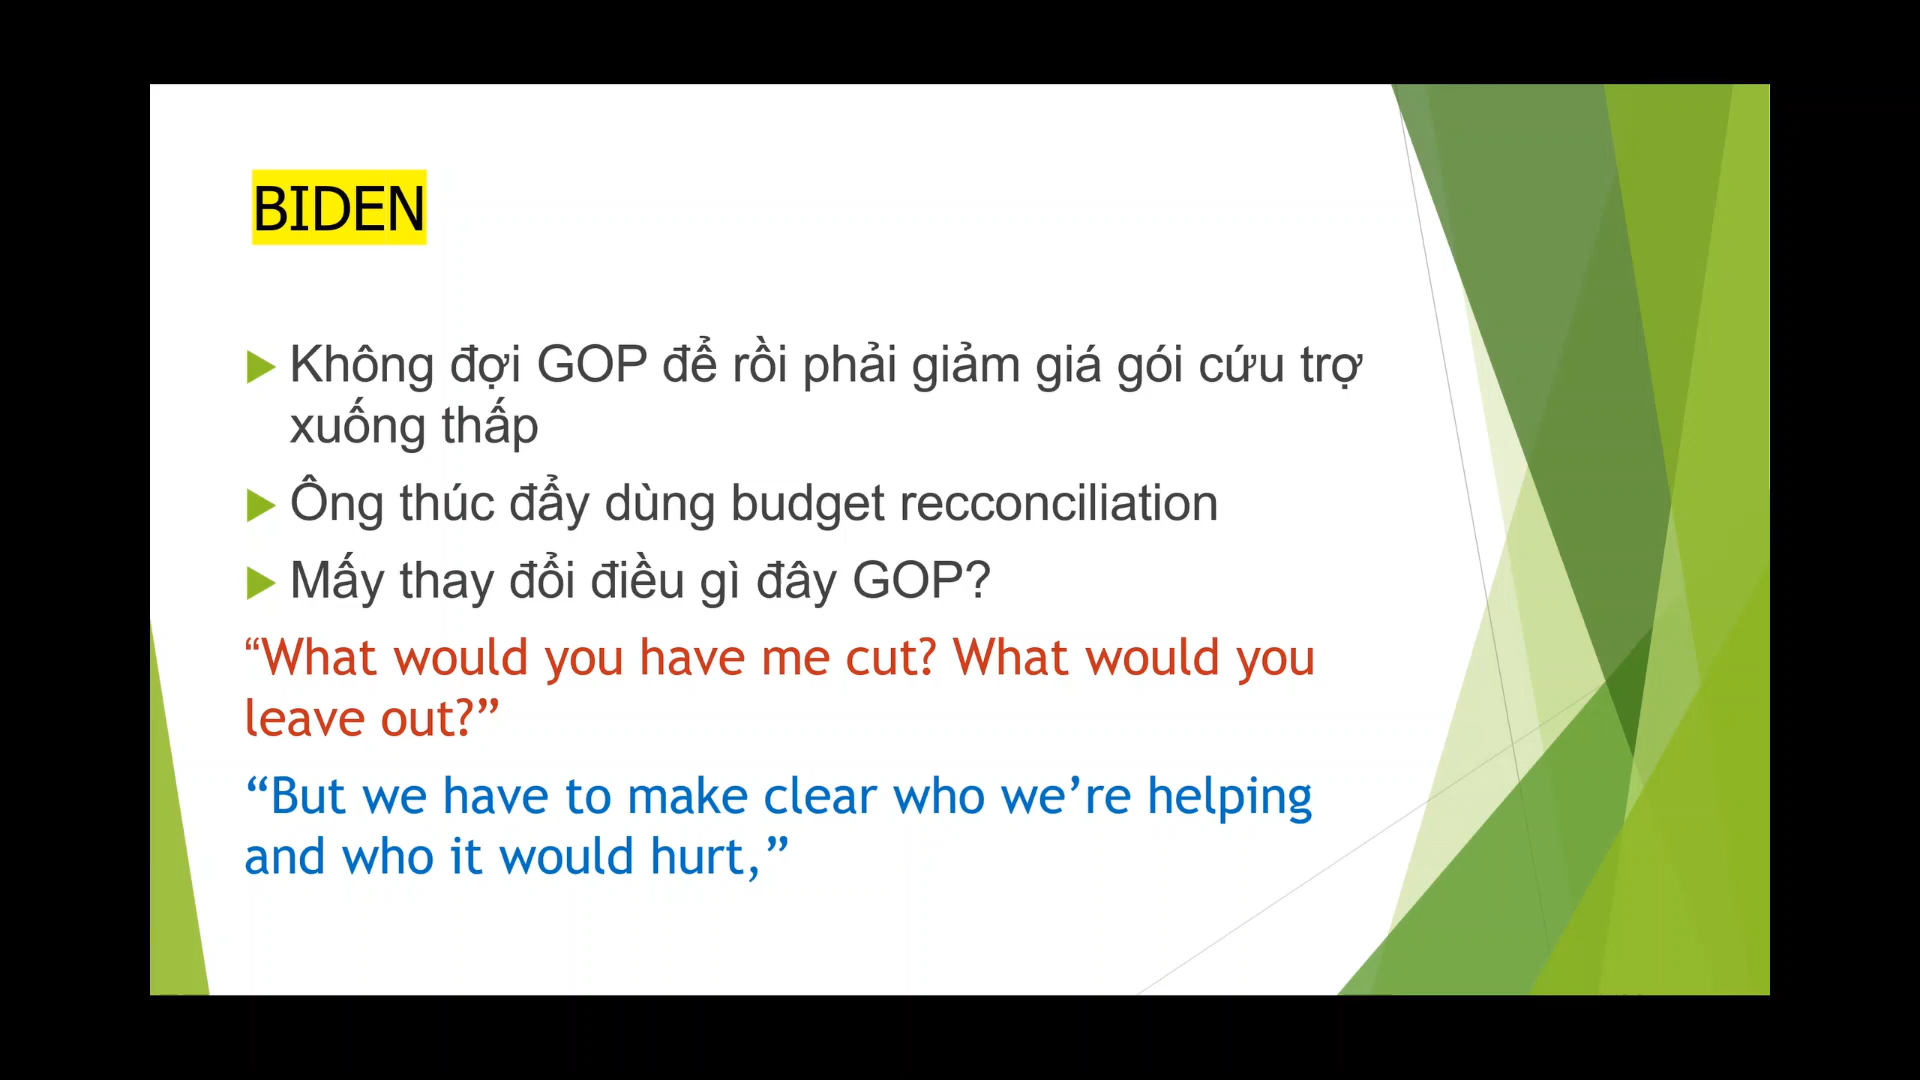 BIDEN
Không đợi GOP để rồi phải giảm giá gói cứu trợ
xuống thấp
Ông thúc đẩy dùng budget recconciliation
Mấy thay đổi điều gì đây GOP?
“What would you have me cut? What would you
leave out?”
“But we have to make clear who we’re helping
and who it would hurt,”